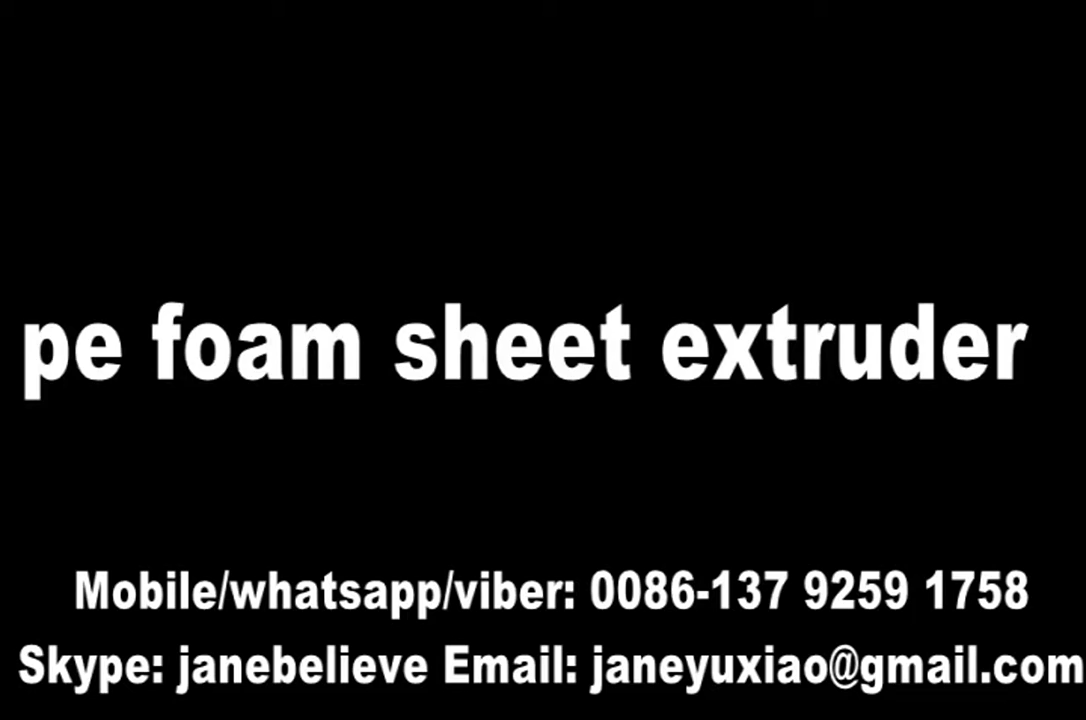 pe foam sheet extruder
Mobile/whatsapp/viber: 0086-137 9259 1758
Skype: janebelieve Email: janeyuxiao@gmail.com